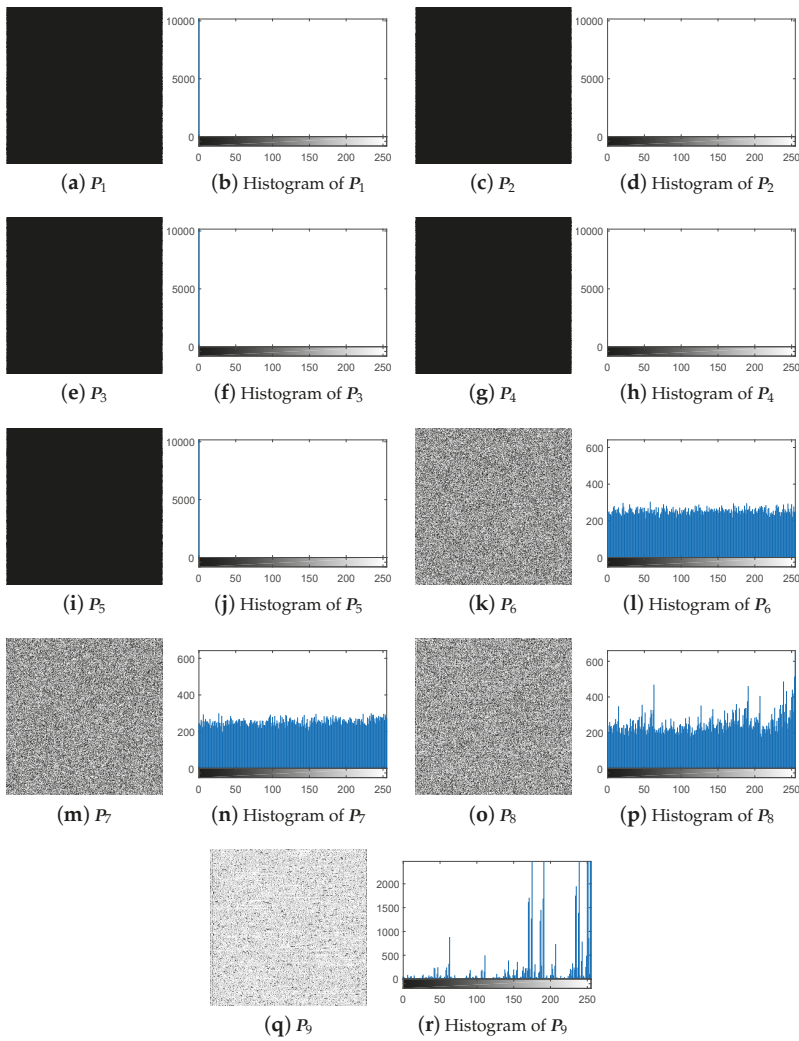 10000
5000
0
0 50 100 150 200 250
10000
5000
0
0 50 100 150 200 250
(a) P1
(b) Histogram of P1
(c) P2
(d) Histogram of P2
10000
5000
0
0 50 100 150 200 250
10000
5000
0
0 50 100 150 200 250
(e) P3
(f) Histogram of P3
(g) P4
(h) Histogram of P4
10000
5000
0
0 50 100 150 200 250
600
400
200
0
0 50 100 150 200 250
(i) P5
(j) Histogram of P5
(k) P6
(l) Histogram of P6
600
400
200
0
0 50 100 150 200 250
600
400
200
0
0 50 100 150 200 250
(m) P7
(n) Histogram of P7
(o) P8
(p) Histogram of P8
2000
1500
1000
500
0
0 50 100 150 200 250
(q) P9
(r) Histogram of P9